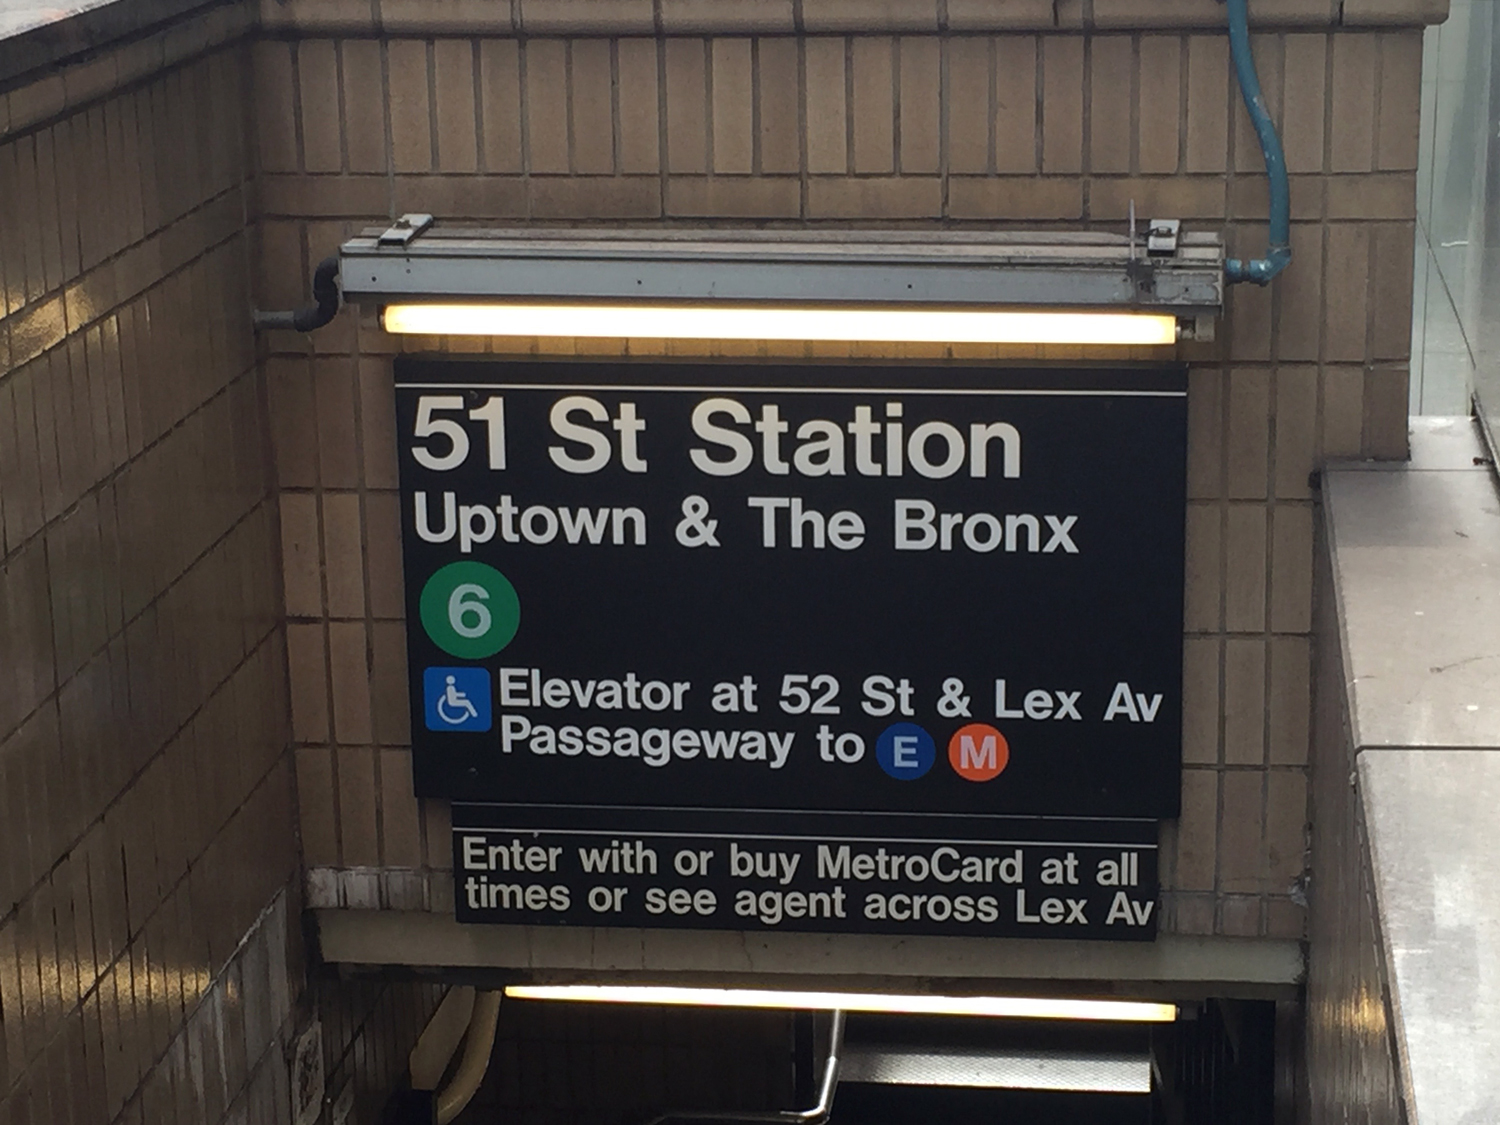 51 St Station
Uptown & The Bronx
6
Elevator at 52 St & Lex Av
Passageway to E M
Enter with or buy MetroCard at all
times or see agent across Lex Av